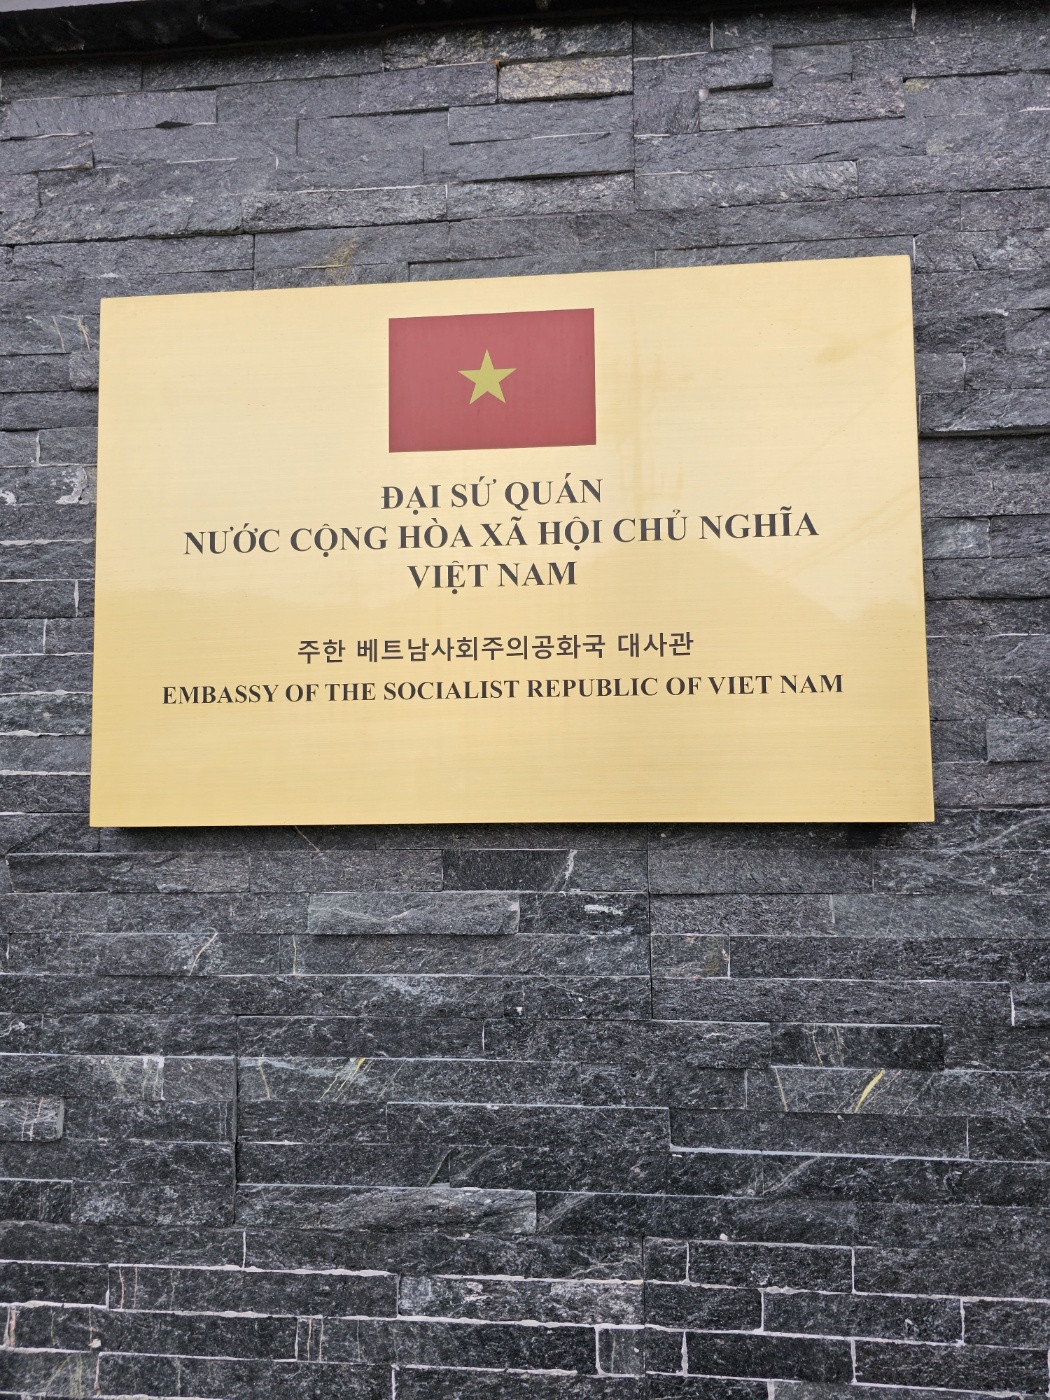 ĐẠI SỨ QUÁN
NƯỚC CỘNG HÒA XÃ HỘI CHỦ NGHĨA
VIỆT NAM
주한 베트남사회주의공화국 대사관
EMBASSY OF THE SOCIALIST REPUBLIC OF VIET NAM